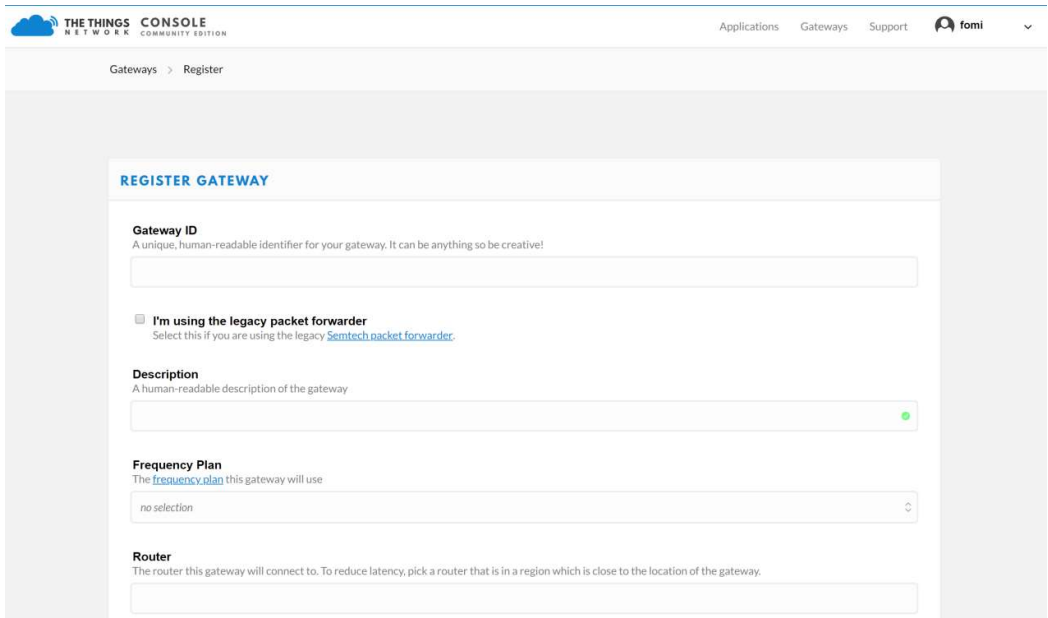 THE THINGS NETWORK CONSOLE COMMUNITY EDITION
Applications Gateways Support fomi
Gateways > Register
REGISTER GATEWAY
Gateway ID
A unique, human-readable identifier for your gateway. It can be anything so be creative!
I'm using the legacy packet forwarder
Select this if you are using the legacy Semtech packet forwarder.
Description
A human-readable description of the gateway
Frequency Plan
The frequency plan this gateway will use
no selection
Router
The router this gateway will connect to. To reduce latency, pick a router that is in a region which is close to the location of the gateway.